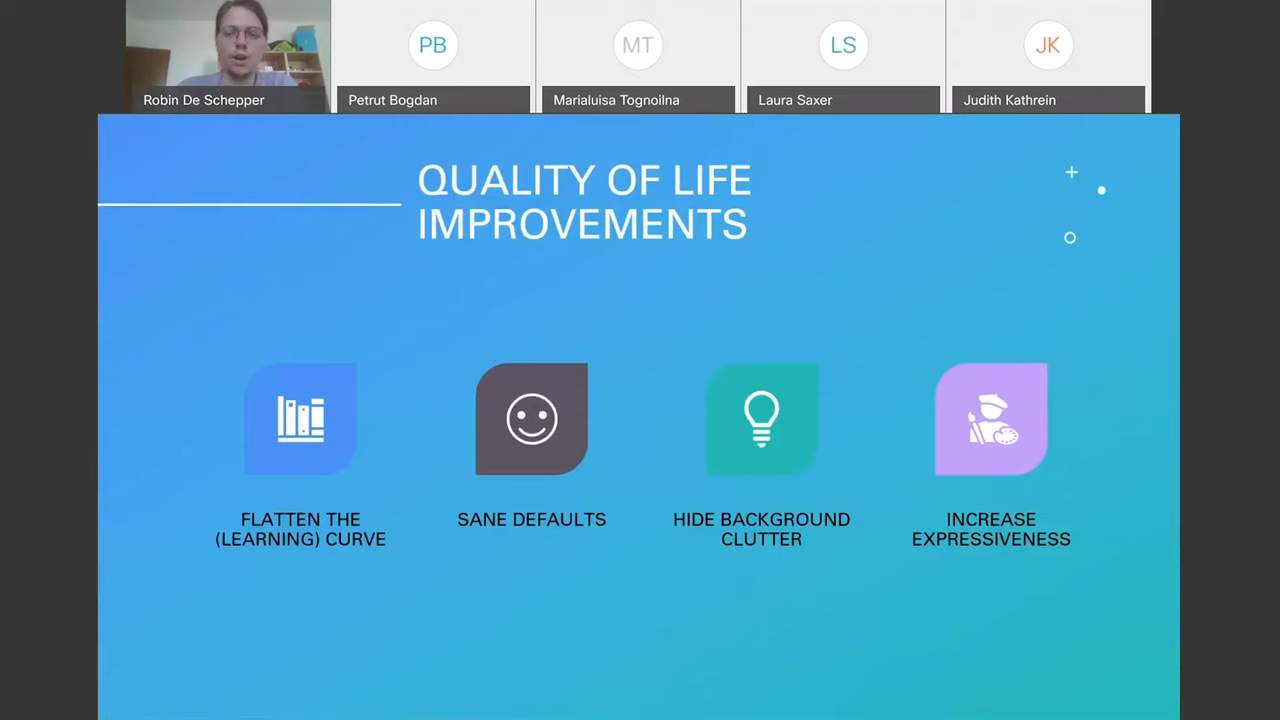 PB
MT
LS
JK
Robin De Schepper
Petrut Bogdan
Marialuisa Tognoilna
Laura Saxer
Judith Kathrein
QUALITY OF LIFE
IMPROVEMENTS
FLATTEN THE
(LEARNING) CURVE
SANE DEFAULTS
HIDE BACKGROUND
CLUTTER
INCREASE
EXPRESSIVENESS